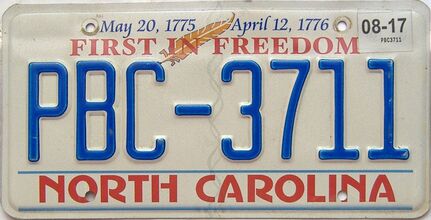 May 20, 1775 April 12, 1776
08-17
PBC3711
FIRST IN FREEDOM
PBC-3711
NORTH CAROLINA